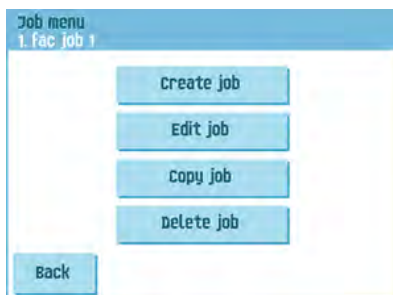 Job menu
1. Fac job 1
Create job
Edit job
Copy job
Delete job
Back